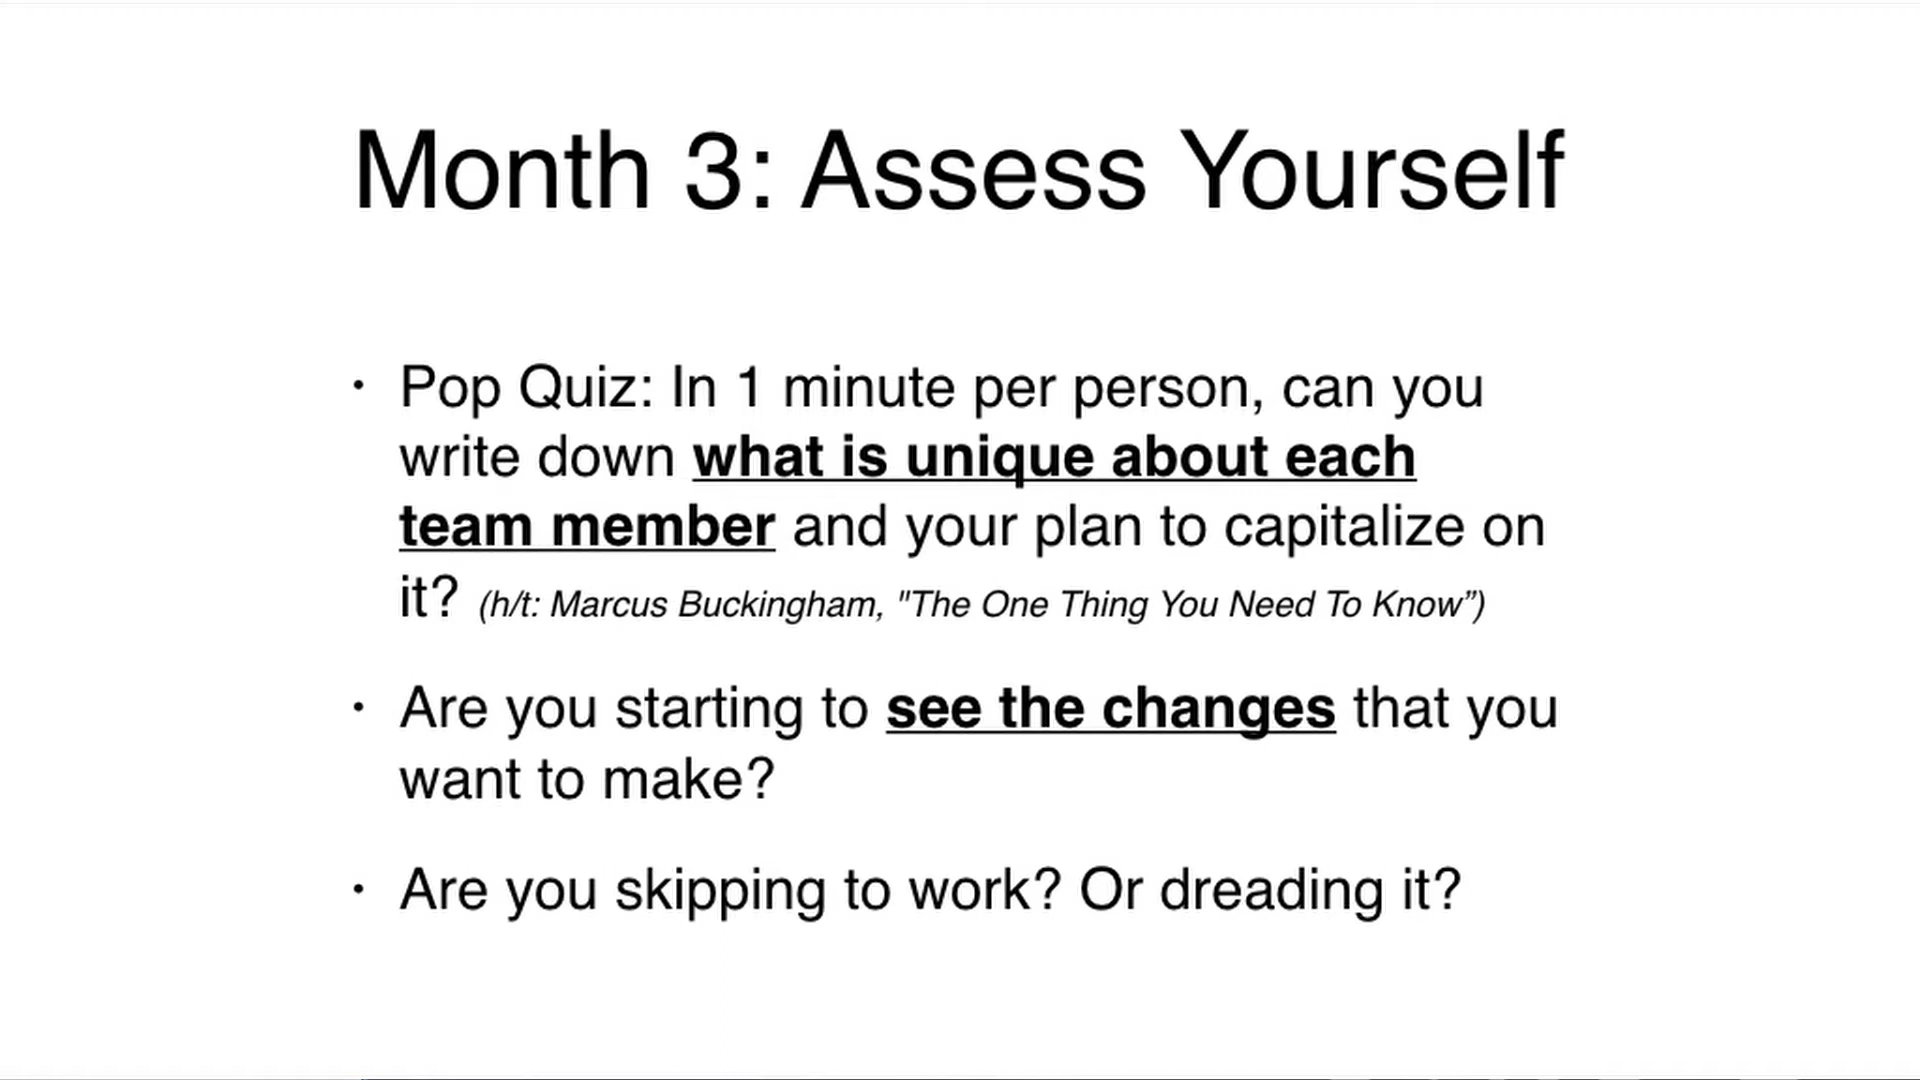 Month 3: Assess Yourself
• Pop Quiz: In 1 minute per person, can you
write down what is unique about each
team member and your plan to capitalize on
it? (h/t: Marcus Buckingham, "The One Thing You Need To Know”)
• Are you starting to see the changes that you
want to make?
• Are you skipping to work? Or dreading it?